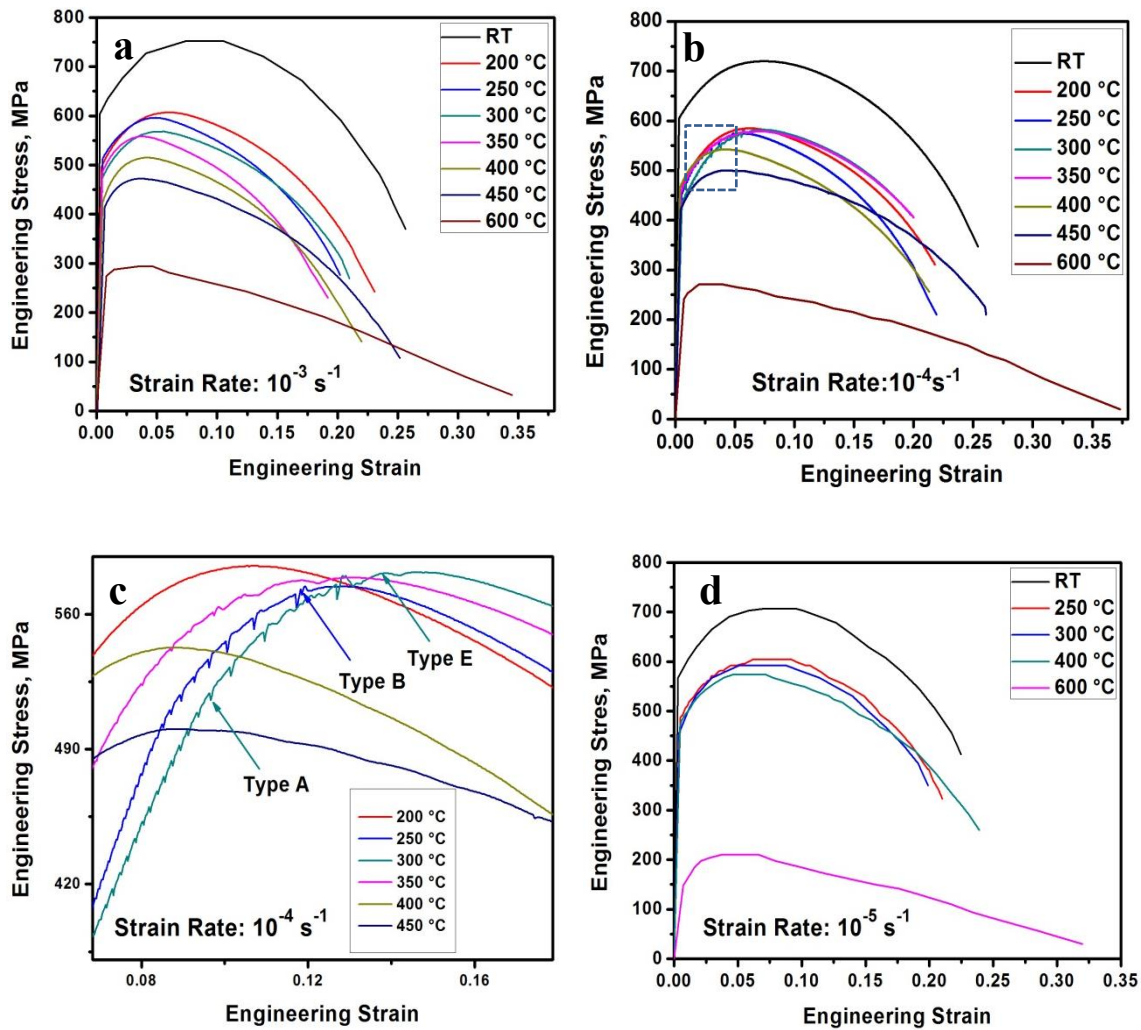 a
800
750
700
600
500
400
300
200
100
0
0.00 0.05 0.10 0.15 0.20 0.25 0.30 0.35
Engineering Stress, MPa
Engineering Strain
RT
200 °C
250 °C
300 °C
350 °C
400 °C
450 °C
600 °C
Strain Rate: 10⁻³ s⁻¹
b
800
700
600
500
400
300
200
100
0
0.00 0.05 0.10 0.15 0.20 0.25 0.30 0.35
Engineering Stress, MPa
Engineering Strain
RT
200 °C
250 °C
300 °C
350 °C
400 °C
450 °C
600 °C
Strain Rate:10⁻⁴s⁻¹
c
560
490
420
0.08 0.12 0.16
Engineering Stress, MPa
Engineering Strain
Type E
Type B
Type A
200 °C
250 °C
300 °C
350 °C
400 °C
450 °C
Strain Rate: 10⁻⁴ s⁻¹
d
800
700
600
500
400
300
200
100
0
0.00 0.05 0.10 0.15 0.20 0.25 0.30 0.35
Engineering Stres, MPa
Engineering Strain
RT
250 °C
300 °C
400 °C
600 °C
Strain Rate: 10⁻⁵ s⁻¹